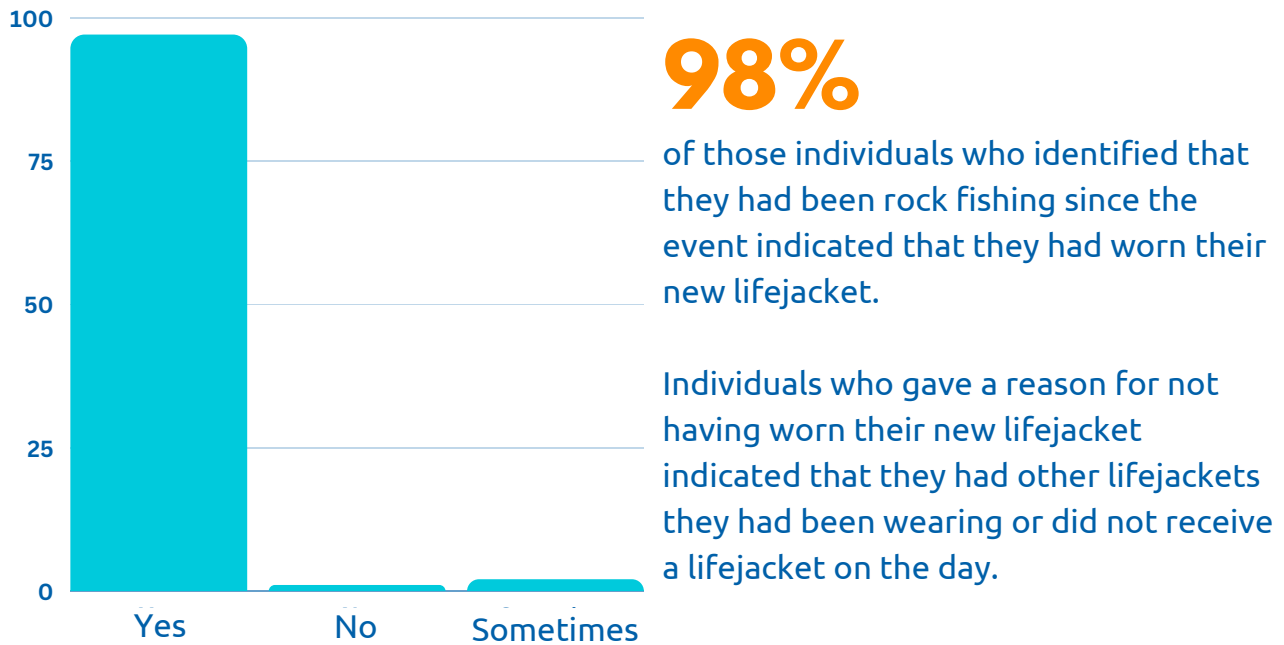 100
75
50
25
0
Yes
No
Sometimes
98%
of those individuals who identified that
they had been rock fishing since the
event indicated that they had worn their
new lifejacket.
Individuals who gave a reason for not
having worn their new lifejacket
indicated that they had other lifejackets
they had been wearing or did not receive
a lifejacket on the day.